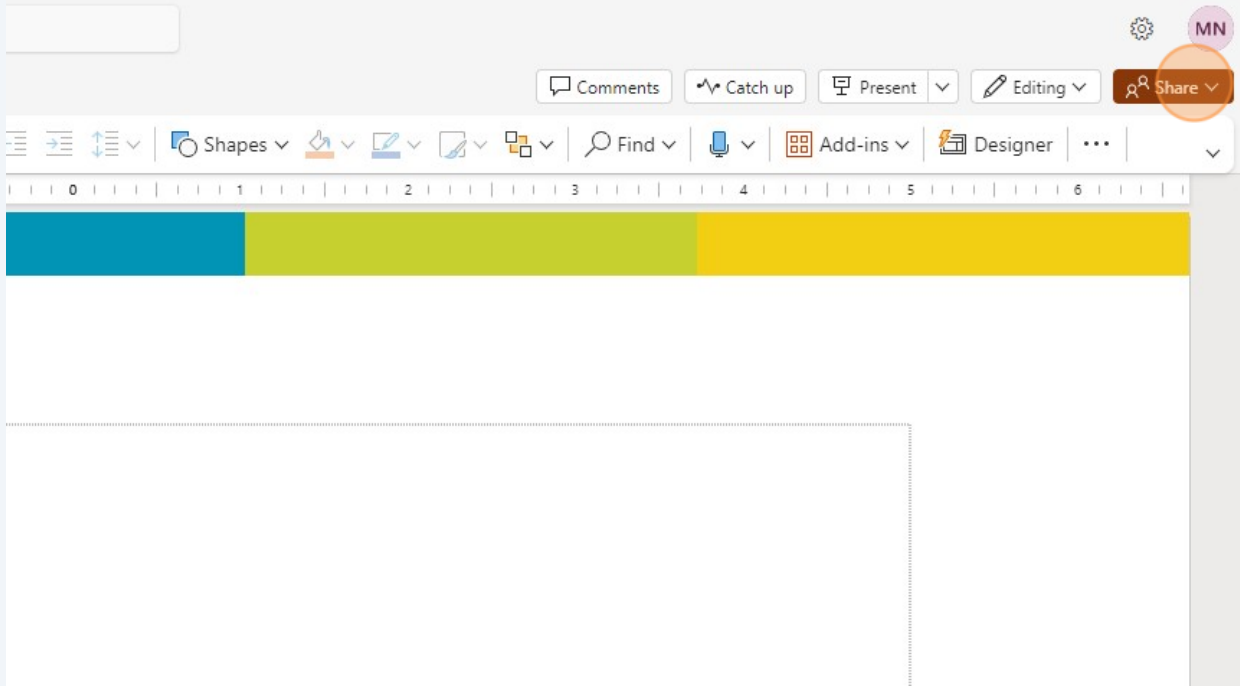 MN
Comments Catch up Present Editing Share
Shapes Find Add-ins Designer
0 1 2 3 4 5 6